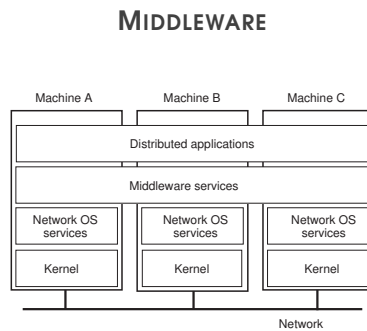 MIDDLEWARE
Machine A Machine B Machine C
Distributed applications
Middleware services
Network OS Network OS Network OS
services services services
Kernel Kernel Kernel
Network